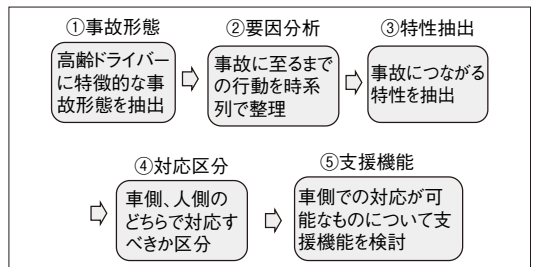 ①事故形態
②要因分析
③特性抽出
高齢ドライバー
に特徴的な事
故形態を抽出
事故に至るまで
の行動を時系
列で整理
事故につながる
特性を抽出
④対応区分
⑤支援機能
車側、人側の
どちらで対応す
べきか区分
車側での対応が可
能なものについて支
援機能を検討